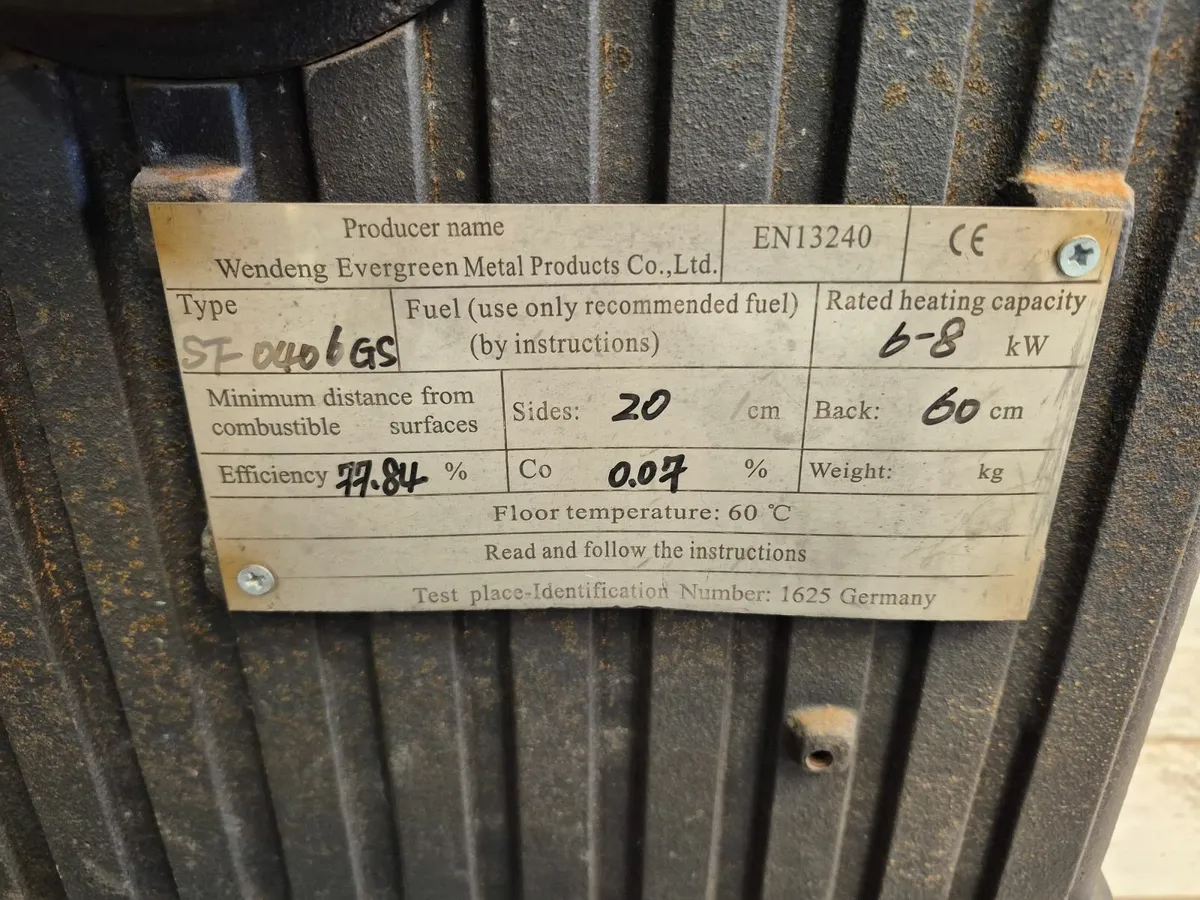 Producer name
Wendeng Evergreen Metal Products Co.,Ltd.
EN13240
CE
Type
ST-0406GS
Fuel (use only recommended fuel)
(by instructions)
Rated heating capacity
6-8 kW
Minimum distance from
combustible surfaces
Sides: 20 cm
Back: 60 cm
Efficiency 77.84 %
Co 0.07 %
Weight: kg
Floor temperature: 60 ℃
Read and follow the instructions
Test place-Identification Number: 1625 Germany